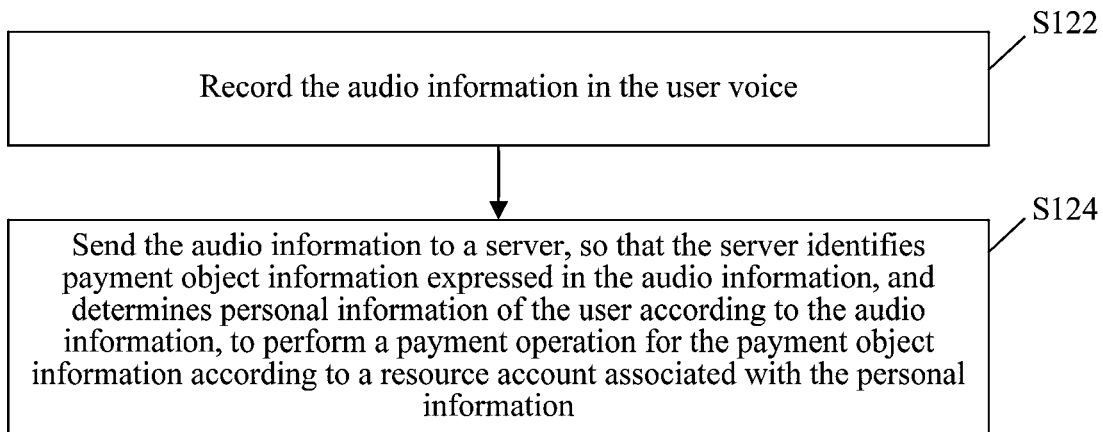 S122
Record the audio information in the user voice
S124
Send the audio information to a server, so that the server identifies
payment object information expressed in the audio information, and
determines personal information of the user according to the audio
information, to perform a payment operation for the payment object
information according to a resource account associated with the personal
information